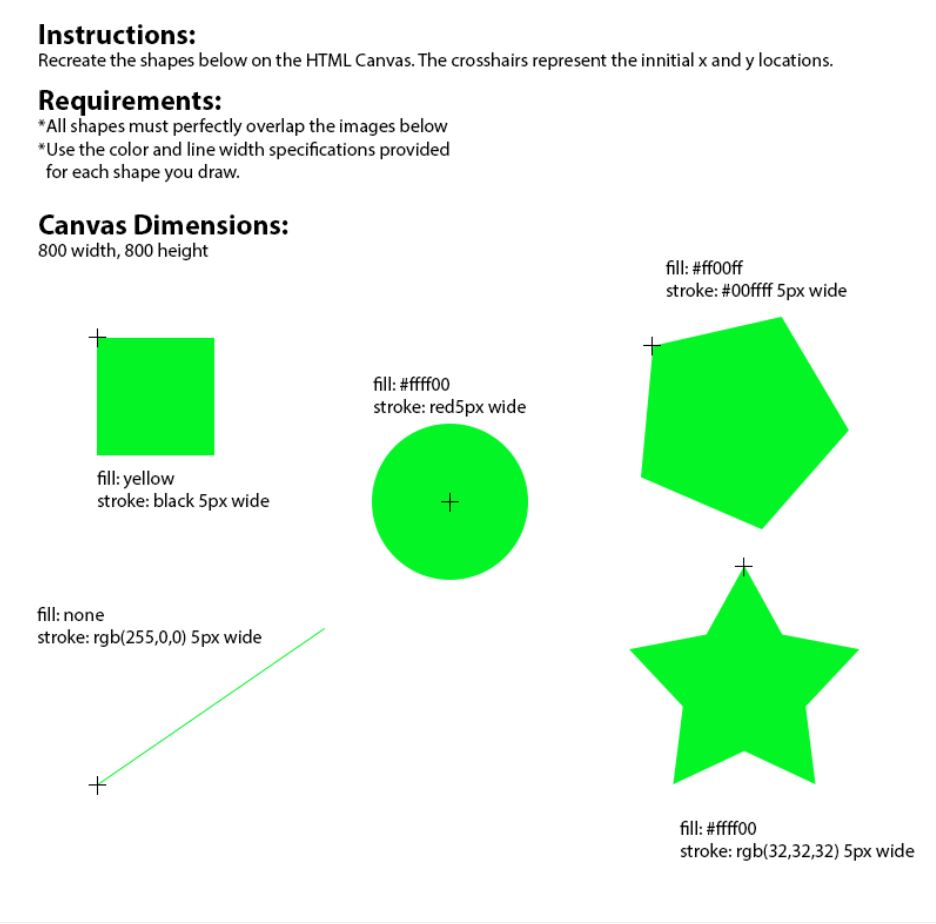 Instructions:
Recreate the shapes below on the HTML Canvas. The crosshairs represent the innitial x and y locations.
Requirements:
*All shapes must perfectly overlap the images below
*Use the color and line width specifications provided
for each shape you draw.
Canvas Dimensions:
800 width, 800 height
fill: #ff00ff
stroke: #00ffff 5px wide
fill: #ffff00
stroke: red5px wide
fill: yellow
stroke: black 5px wide
fill: none
stroke: rgb(255,0,0) 5px wide
fill: #ffff00
stroke: rgb(32,32,32) 5px wide